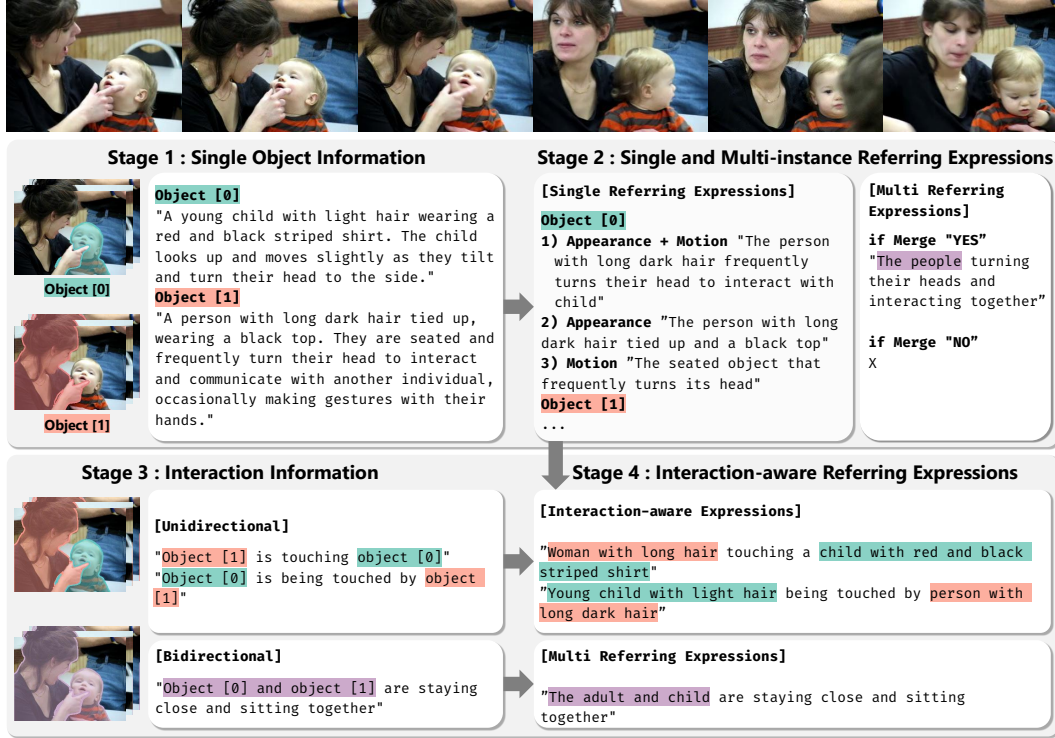 Stage 1 : Single Object Information
Object [0]
Object [1]
Object [0]
"A young child with light hair wearing a
red and black striped shirt. The child
looks up and moves slightly as they tilt
and turn their head to the side."
Object [1]
"A person with long dark hair tied up,
wearing a black top. They are seated and
frequently turn their head to interact
and communicate with another individual,
occasionally making gestures with their
hands."
Stage 2 : Single and Multi-instance Referring Expressions
[Single Referring Expressions]
Object [0]
1) Appearance + Motion "The person
with long dark hair frequently
turns their head to interact with
child"
2) Appearance ”The person with long
dark hair tied up and a black top"
3) Motion ”The seated object that
frequently turns its head"
Object [1]
...
[Multi Referring
Expressions]
if Merge "YES”
"The people turning
their heads and
interacting together”
if Merge "NO”
X
Stage 3 : Interaction Information
[Unidirectional]
"Object [1] is touching object [0]"
"Object [0] is being touched by object
[1]"
[Bidirectional]
"Object [0] and object [1] are staying
close and sitting together"
Stage 4 : Interaction-aware Referring Expressions
[Interaction-aware Expressions]
”Woman with long hair touching a child with red and black
striped shirt"
”Young child with light hair being touched by person with
long dark hair”
[Multi Referring Expressions]
”The adult and child are staying close and sitting
together"